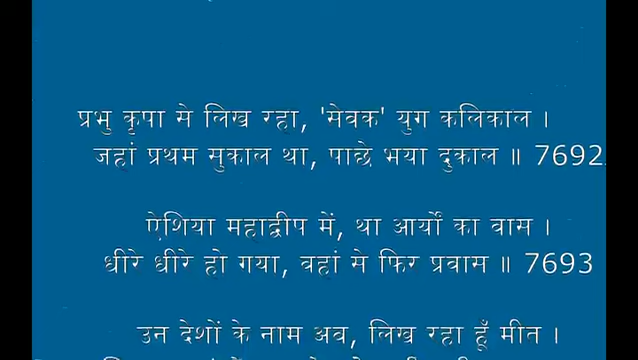 प्रभु कृपा से लिख रहा, 'सेवक' युग कलिकाल ।
जहां प्रथम सुकाल था, पाछे भया दुकाल ॥ 7692
ऐशिया महाद्वीप में, था आर्यों का वास ।
धीरे धीरे हो गया, वहां से फिर प्रवास ॥ 7693
उन देशों के नाम अब, लिख रहा हूँ मीत ।